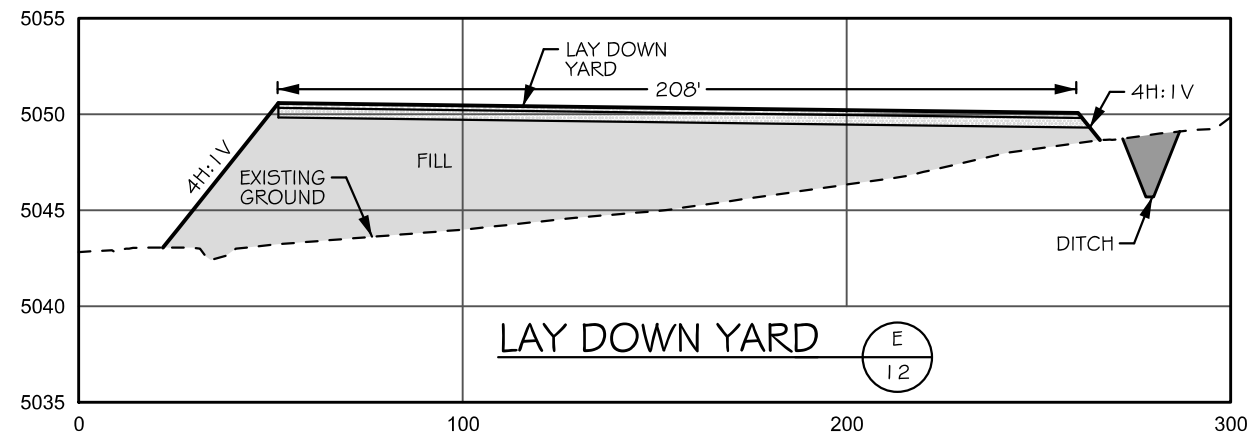 5055
5050
5045
5040
5035
0
100
200
300
LAY DOWN
YARD
208'
4H:1V
4H:1V
FILL
EXISTING
GROUND
DITCH
LAY DOWN YARD
E
12